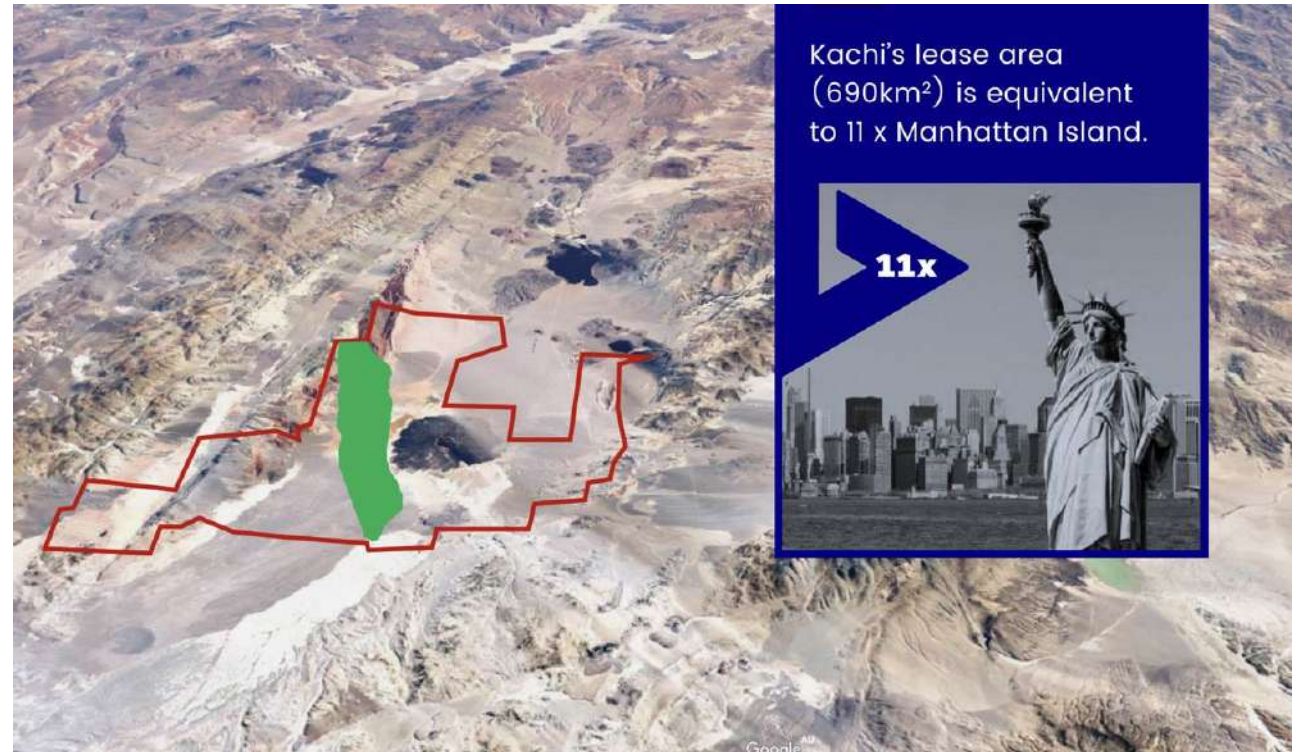 Kachi's lease area
(690km²) is equivalent
to 11 x Manhattan Island.
11x
Google